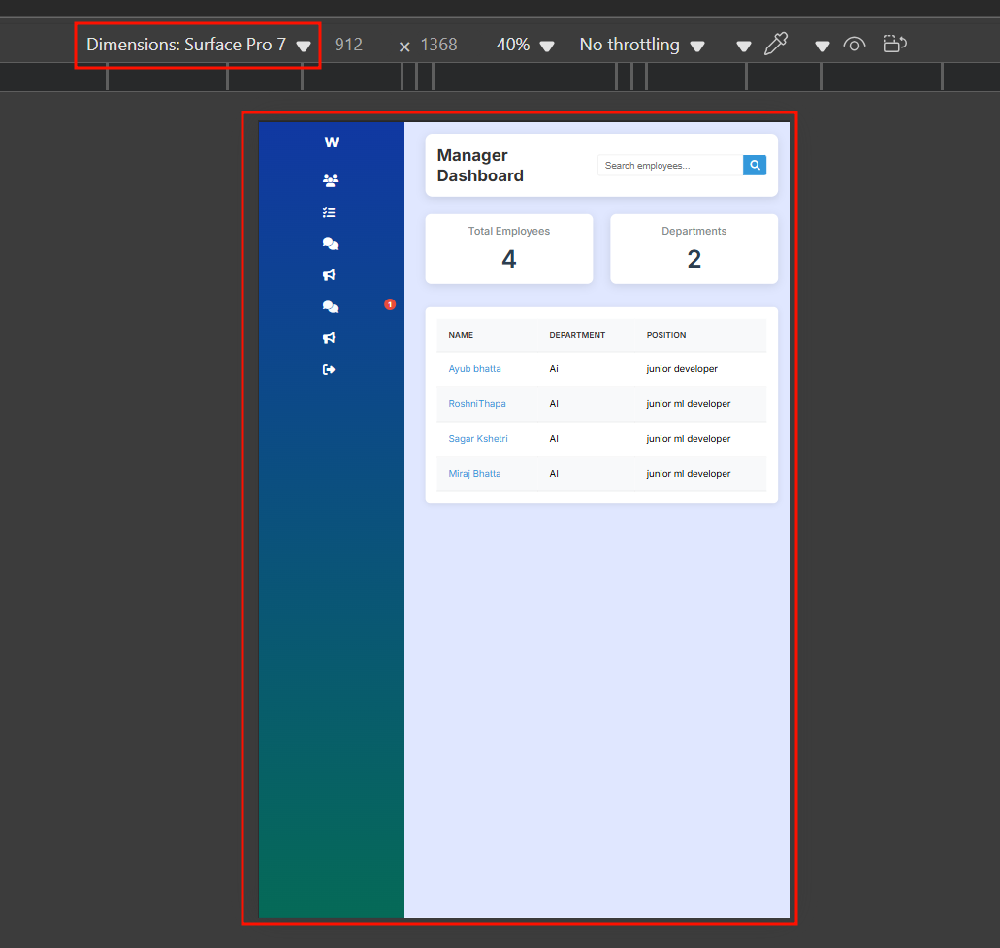 Dimensions: Surface Pro 7 912 × 1368 40% No throttling
W
Manager
Dashboard
Search employees...
Total Employees
4
Departments
2
1
NAME DEPARTMENT POSITION
Ayub bhatta Ai junior developer
RoshniThapa AI junior ml developer
Sagar Kshetri AI junior ml developer
Miraj Bhatta AI junior ml developer